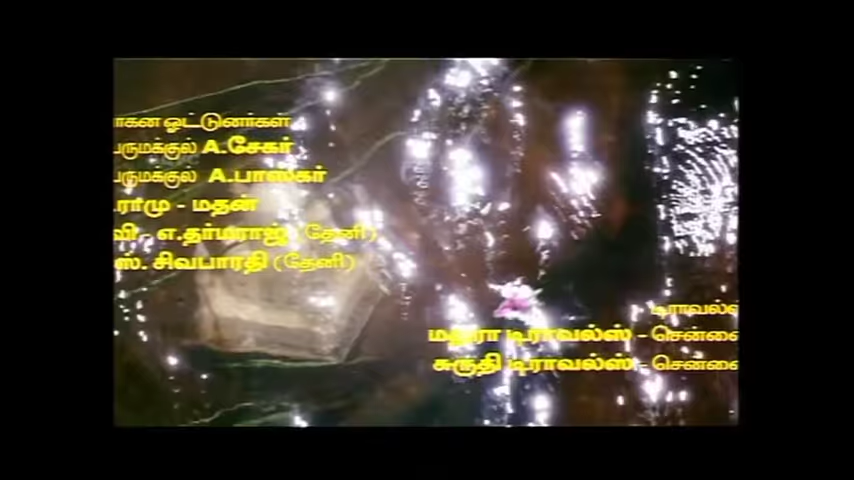 ாகன ஓட்டுனர்கள்
பருமக்குல் A.சேகர்
பருமக்குல் A.பாஸ்கர்
ராமு - மதன்
வி - எ.தர்மராஜ் (தேனி)
ஸ். சிவபாரதி (தேனி)
டிராவல்ஸ்
மதுரா டிராவல்ஸ் - சென்னை
சுருதி டிராவல்ஸ் - சென்னை